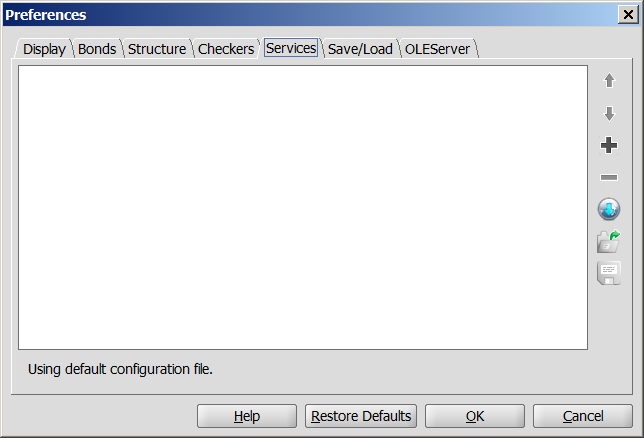 Preferences
Display Bonds Structure Checkers Services Save/Load OLEServer
Using default configuration file.
Help Restore Defaults OK Cancel